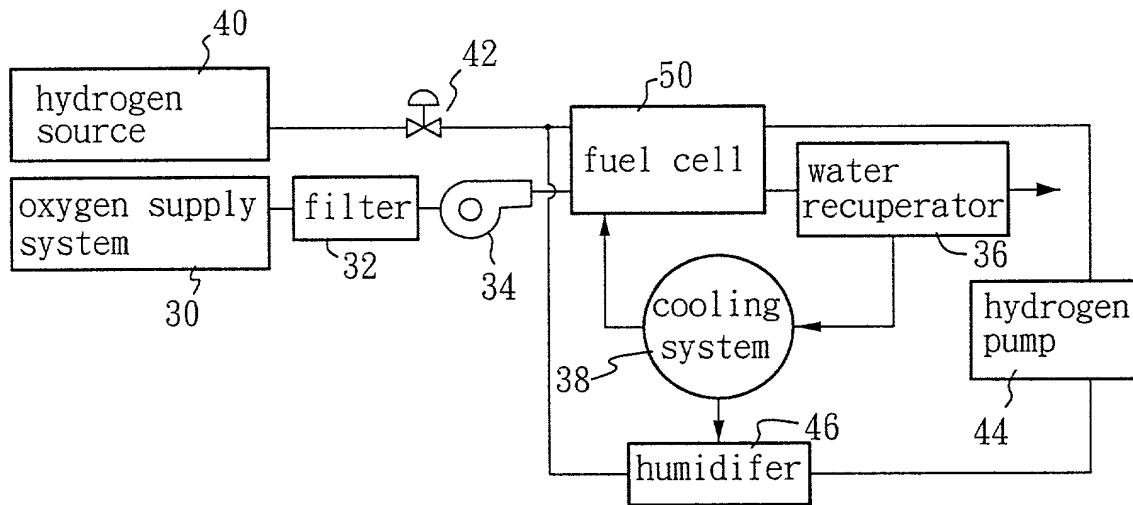 40
hydrogen
source
42
50
fuel cell
water
recuperator
36
oxygen supply
system
30
filter
32
34
cooling
system
38
hydrogen
pump
44
46
humidifer